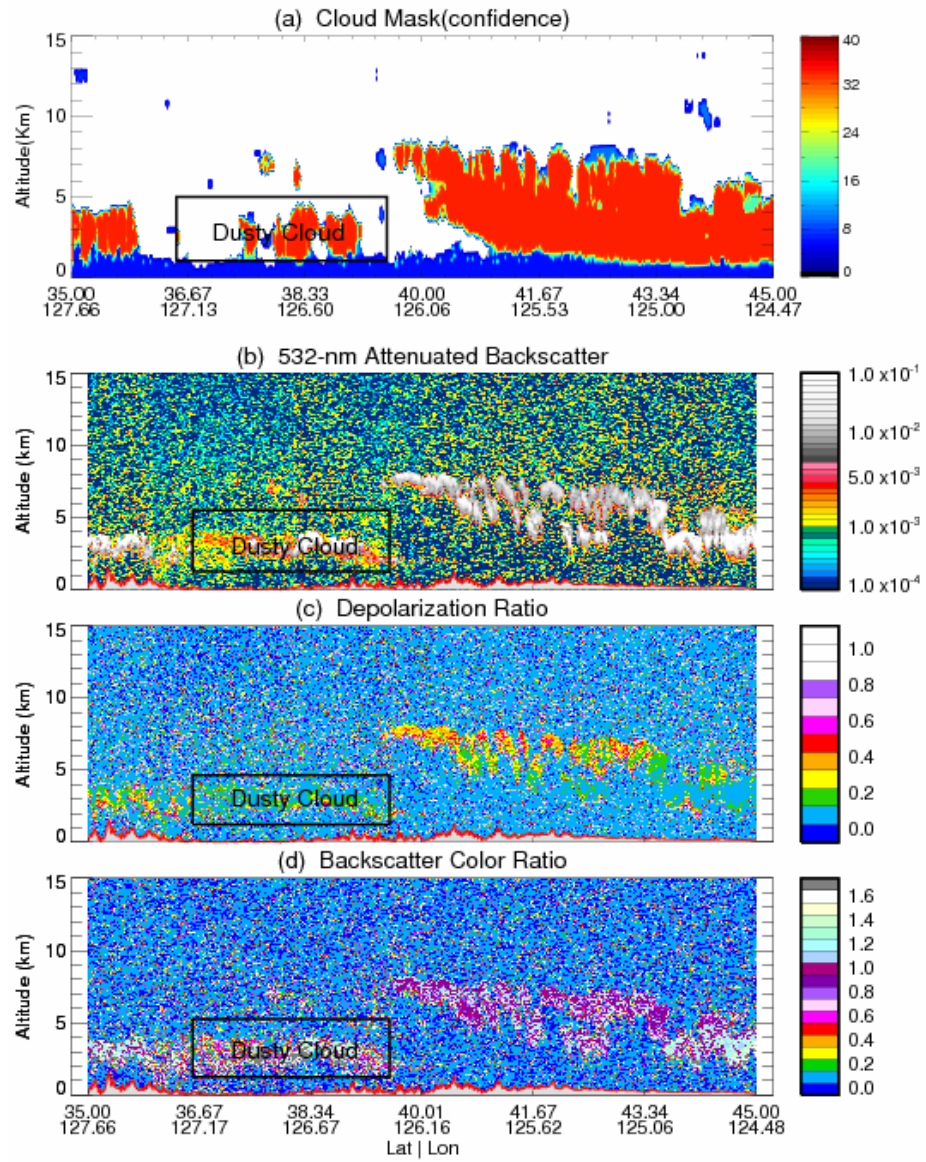 (a) Cloud Mask(confidence)
15
10
5
0
Altitude(Km)
Dusty Cloud
40
32
24
16
8
0
35.00 36.67 38.33 40.00 41.67 43.34 45.00
127.66 127.13 126.60 126.06 125.53 125.00 124.47
(b) 532-nm Attenuated Backscatter
15
10
5
0
Altitude (km)
Dusty Cloud
1.0 x10-1
1.0 x10-2
5.0 x10-3
1.0 x10-3
1.0 x10-4
(c) Depolarization Ratio
15
10
5
0
Altitude (km)
Dusty Cloud
1.0
0.8
0.6
0.4
0.2
0.0
(d) Backscatter Color Ratio
15
10
5
0
Altitude (km)
Dusty Cloud
1.6
1.4
1.2
1.0
0.8
0.6
0.4
0.2
0.0
35.00 36.67 38.34 40.01 41.67 43.34 45.00
127.66 127.17 126.67 126.16 125.62 125.06 124.48
Lat | Lon